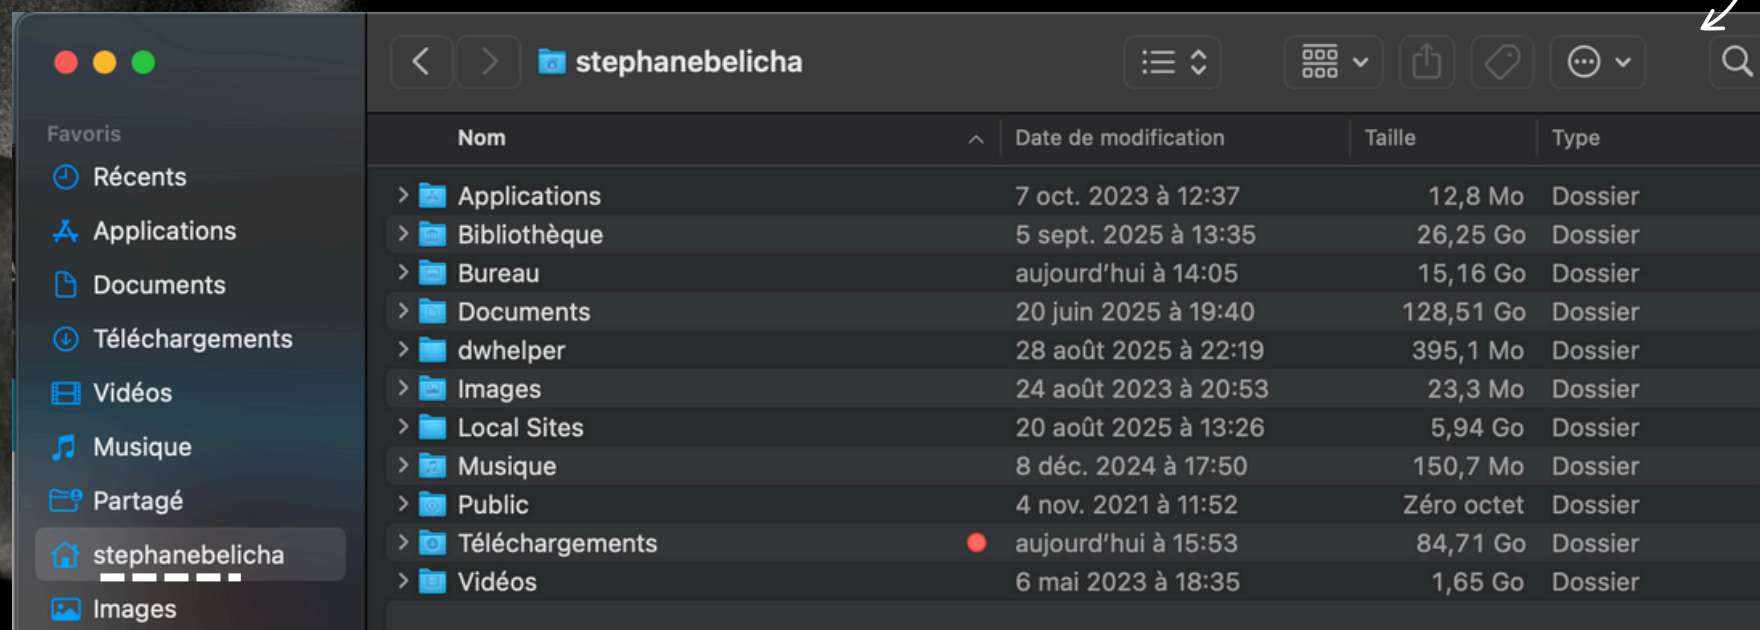 stephanebelicha
Favoris
Récents
Applications
Documents
Téléchargements
Vidéos
Musique
Partagé
stephanebelicha
Images
Nom Date de modification Taille Type
Applications 7 oct. 2023 à 12:37 12,8 Mo Dossier
Bibliothèque 5 sept. 2025 à 13:35 26,25 Go Dossier
Bureau aujourd’hui à 14:05 15,16 Go Dossier
Documents 20 juin 2025 à 19:40 128,51 Go Dossier
dwhelper 28 août 2025 à 22:19 395,1 Mo Dossier
Images 24 août 2023 à 20:53 23,3 Mo Dossier
Local Sites 20 août 2025 à 13:26 5,94 Go Dossier
Musique 8 déc. 2024 à 17:50 150,7 Mo Dossier
Public 4 nov. 2021 à 11:52 Zéro octet Dossier
Téléchargements aujourd’hui à 15:53 84,71 Go Dossier
Vidéos 6 mai 2023 à 18:35 1,65 Go Dossier